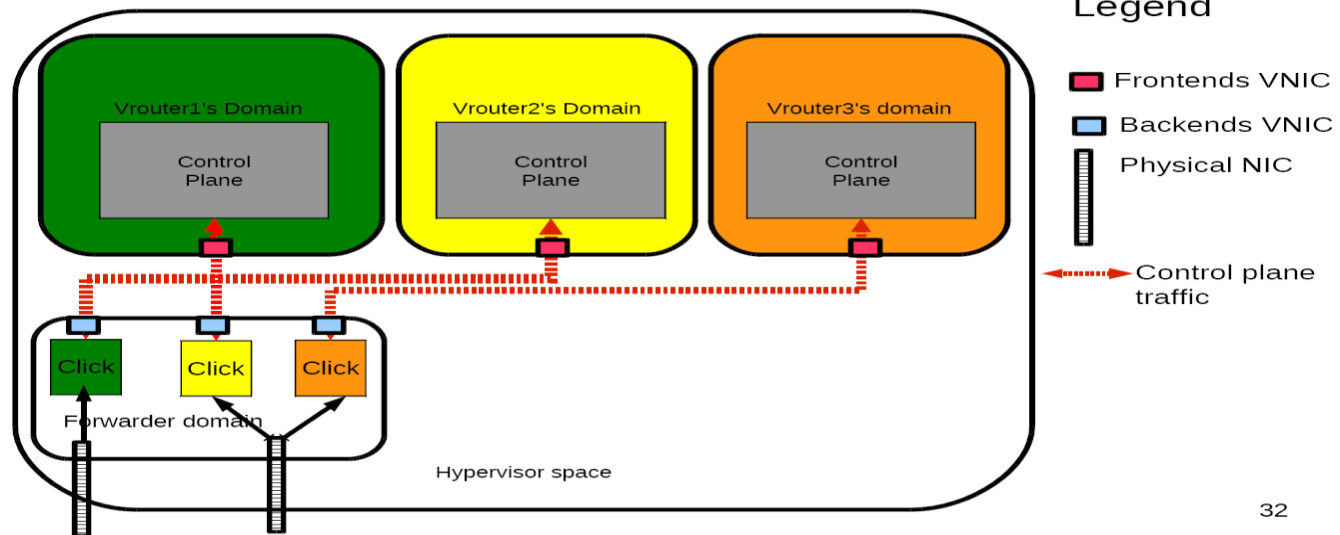 Legend
Vrouter1's Domain
Vrouter2's Domain
Vrouter3's domain
Control
Plane
Control
Plane
Control
Plane
Frontends VNIC
Backends VNIC
Physical NIC
Control plane
traffic
Click
Click
Click
Forwarder domain
Hypervisor space
32